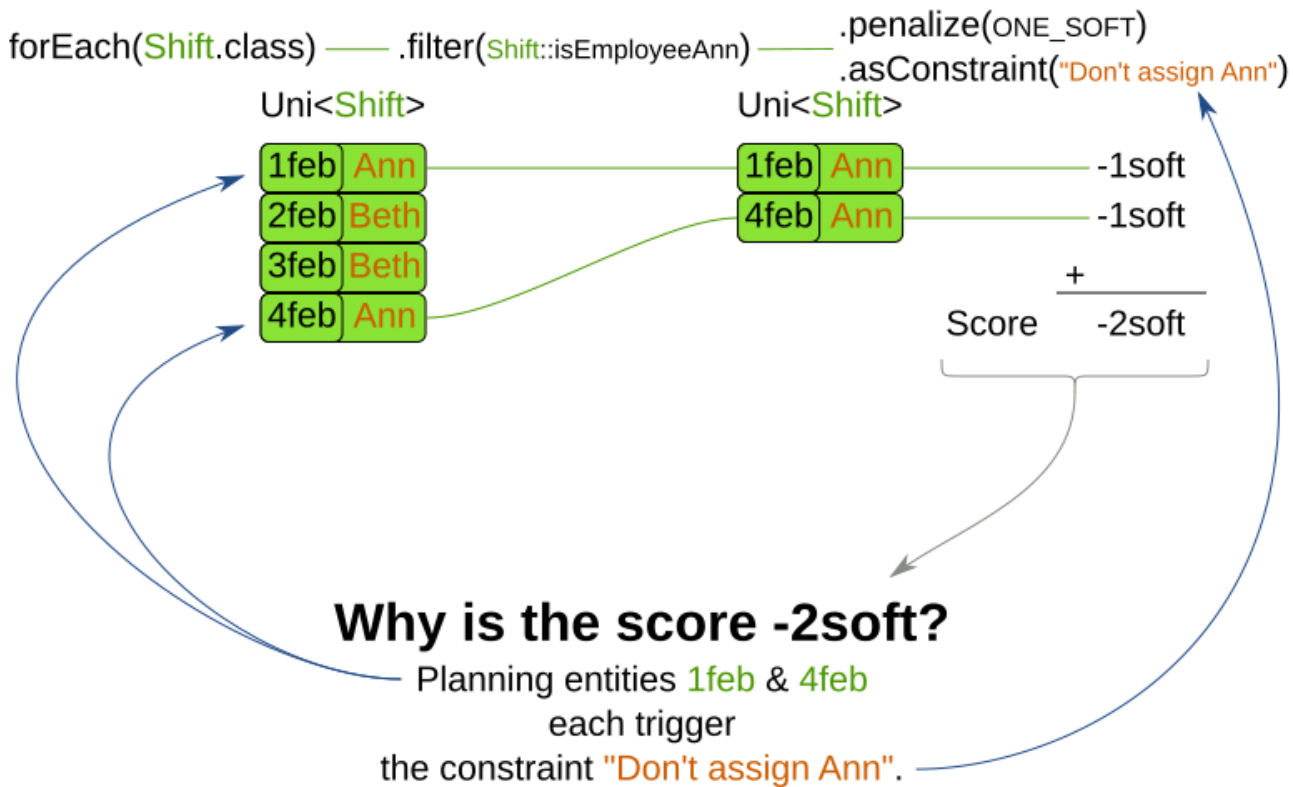 forEach(Shift.class) .filter(Shift::isEmployeeAnn) .penalize(ONE_SOFT)
.asConstraint("Don't assign Ann")
Uni<Shift> Uni<Shift>
1feb Ann 1feb Ann -1soft
2feb Beth 4feb Ann -1soft
3feb Beth +
4feb Ann Score -2soft
Why is the score -2soft?
Planning entities 1feb & 4feb
each trigger
the constraint "Don't assign Ann".